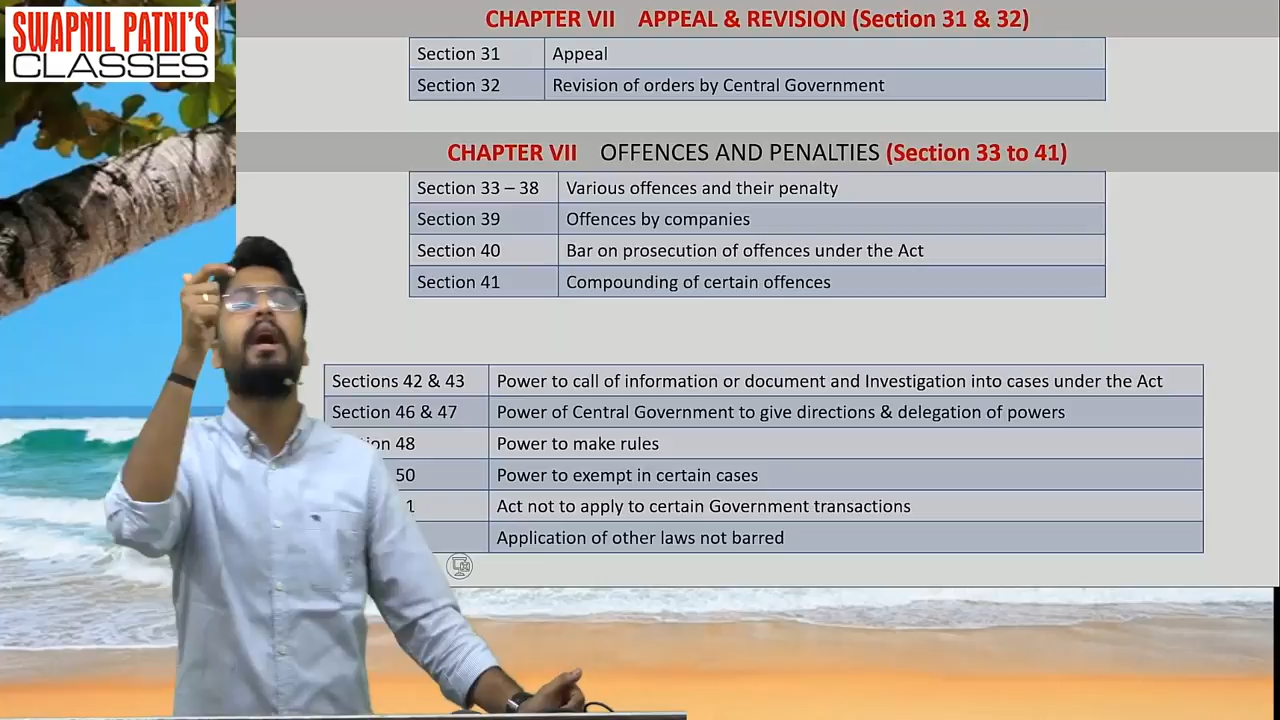 SWAPNIL PATNI'S
CLASSES
CHAPTER VII APPEAL & REVISION (Section 31 & 32)
Section 31 Appeal
Section 32 Revision of orders by Central Government
CHAPTER VII OFFENCES AND PENALTIES (Section 33 to 41)
Section 33 – 38 Various offences and their penalty
Section 39 Offences by companies
Section 40 Bar on prosecution of offences under the Act
Section 41 Compounding of certain offences
Sections 42 & 43 Power to call of information or document and Investigation into cases under the Act
Section 46 & 47 Power of Central Government to give directions & delegation of powers
48 Power to make rules
50 Power to exempt in certain cases
Act not to apply to certain Government transactions
Application of other laws not barred